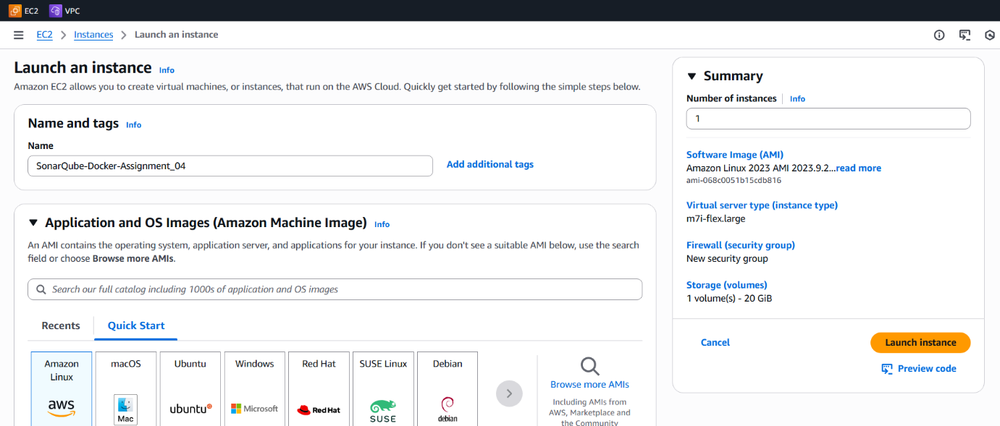 EC2 VPC
EC2 > Instances > Launch an instance
Launch an instance Info
Amazon EC2 allows you to create virtual machines, or instances, that run on the AWS Cloud. Quickly get started by following the simple steps below.
Name and tags Info
Name
SonarQube-Docker-Assignment_04
Add additional tags
Application and OS Images (Amazon Machine Image) Info
An AMI contains the operating system, application server, and applications for your instance. If you don't see a suitable AMI below, use the search
field or choose Browse more AMIs.
Search our full catalog including 1000s of application and OS images
Recents
Quick Start
Amazon
Linux
aws
macOS
Mac
Ubuntu
ubuntu
Windows
Microsoft
Red Hat
Red Hat
SUSE Linux
SUSE
Debian
debian
Browse more AMIs
Including AMIs from
AWS, Marketplace and
the Community
Summary
Number of instances Info
1
Software Image (AMI)
Amazon Linux 2023 AMI 2023.9.2...read more
ami-068c0051b15cdb816
Virtual server type (instance type)
m7i-flex.large
Firewall (security group)
New security group
Storage (volumes)
1 volume(s) - 20 GiB
Cancel
Launch instance
Preview code